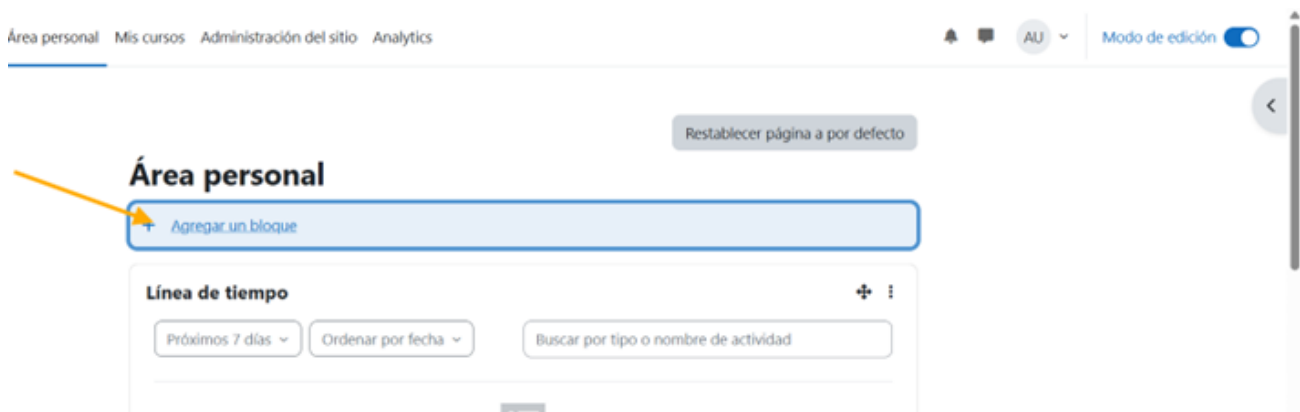 Área personal Mis cursos Administración del sitio Analytics AU Modo de edición
Restablecer página a por defecto
Área personal
+ Agregar un bloque
Línea de tiempo
Próximos 7 días Ordenar por fecha Buscar por tipo o nombre de actividad